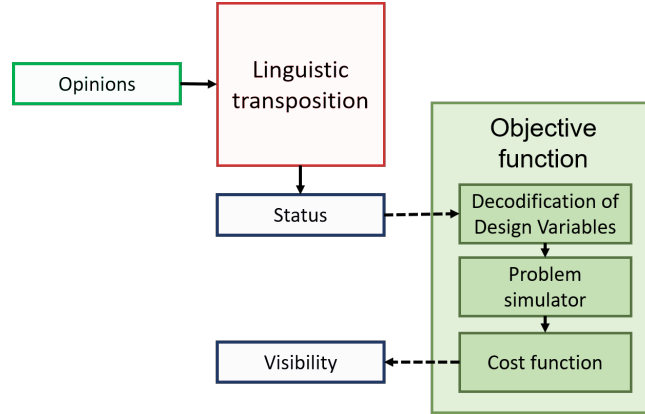 Opinions
Linguistic
transposition
Objective
function
Status
Decodification of
Design Variables
Problem
simulator
Visibility
Cost function